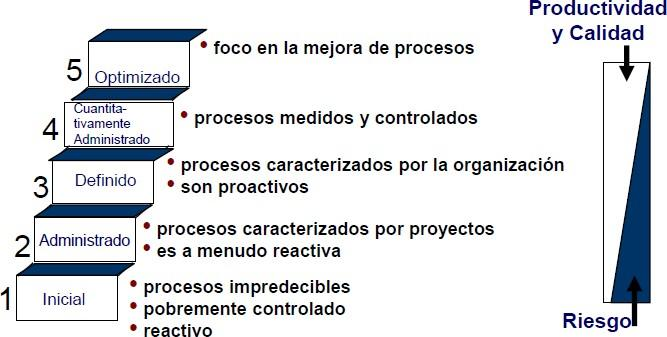 Productividad
y Calidad
5
Optimizado
• foco en la mejora de procesos
4
Cuantita-
tivamente
Administrado
• procesos medidos y controlados
3
Definido
• procesos caracterizados por la organización
• son proactivos
2
Administrado
• procesos caracterizados por proyectos
• es a menudo reactiva
1
Inicial
• procesos impredecibles
• pobremente controlado
• reactivo
Riesgo